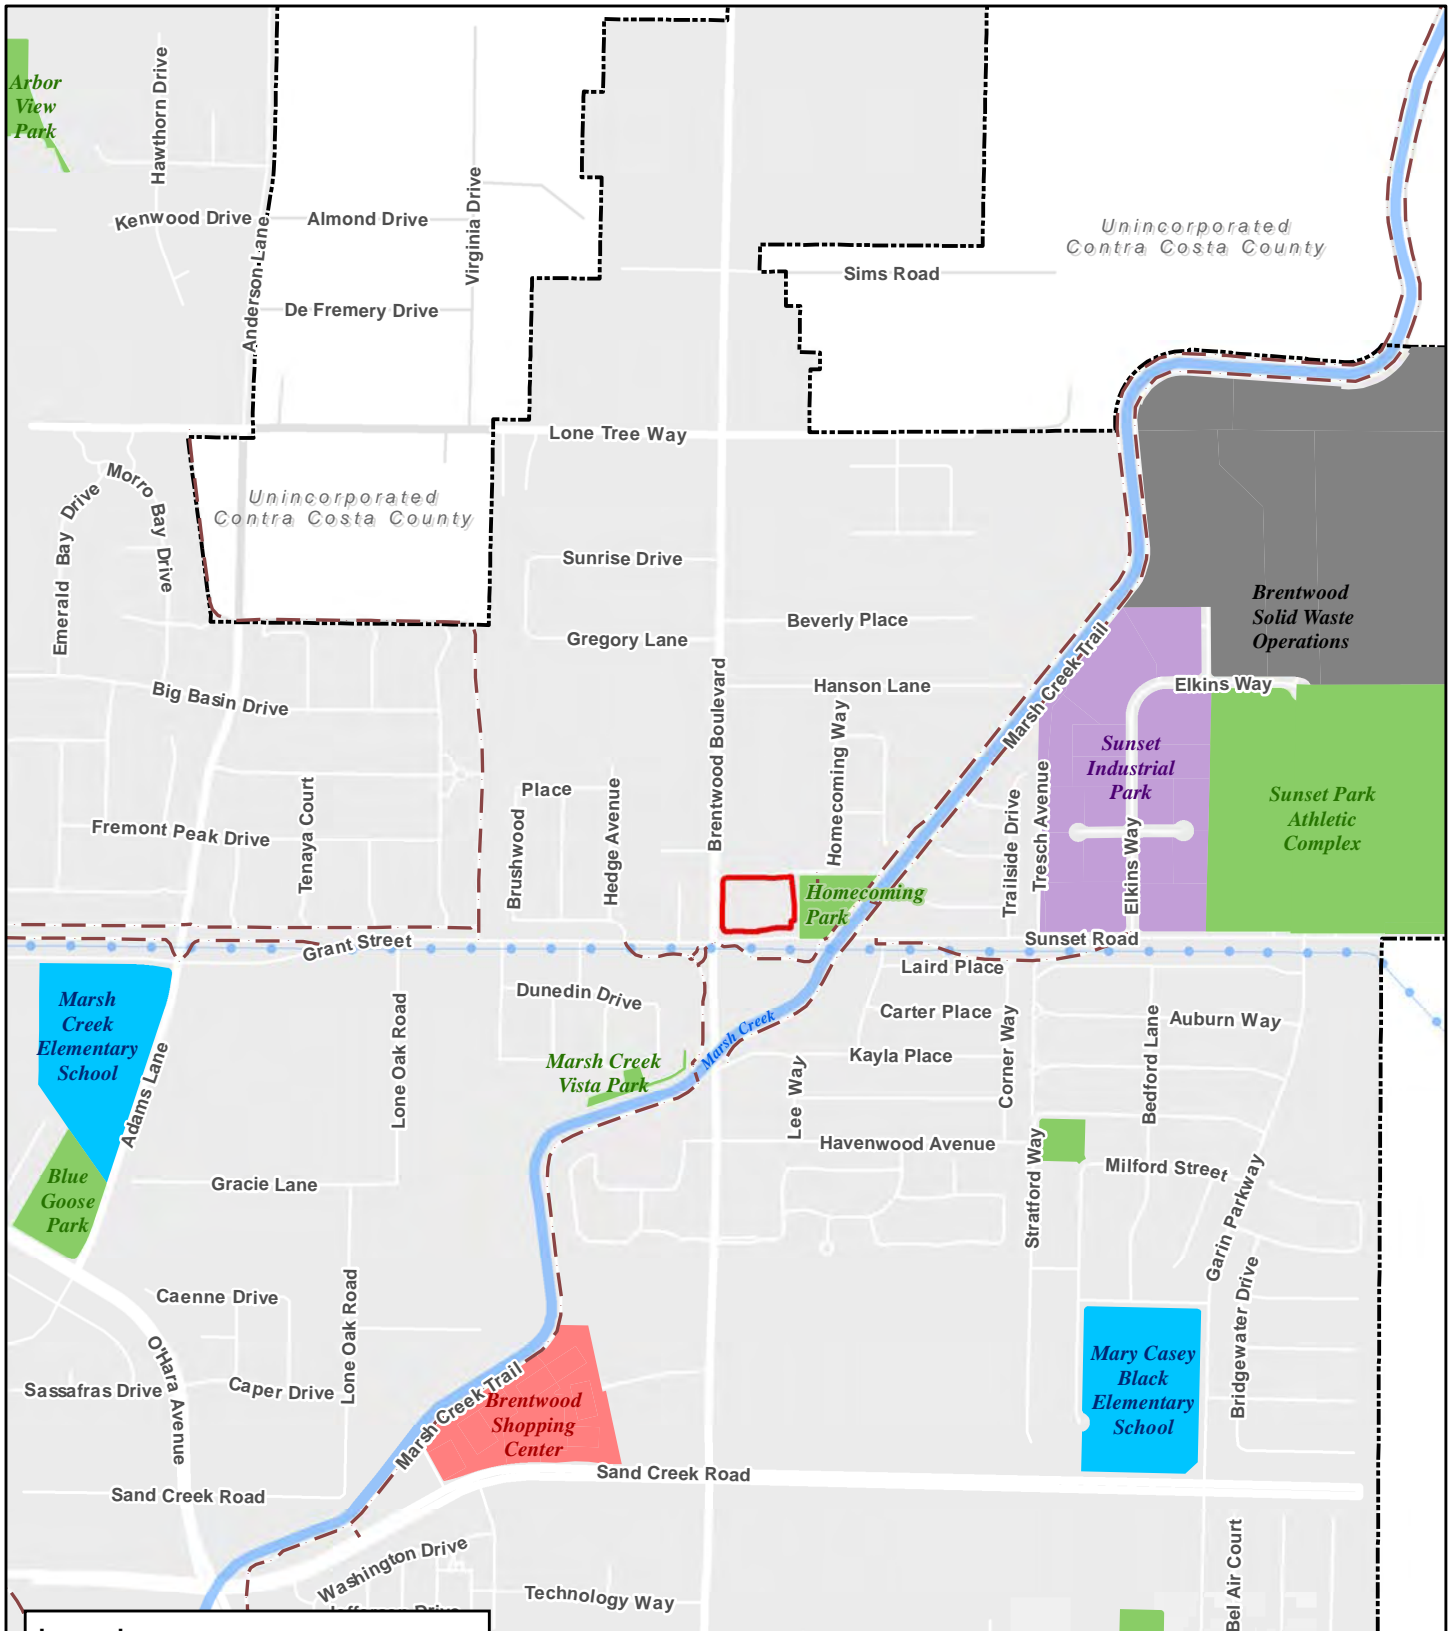 Arbor
View
Park
Hawthorn Drive
Kenwood Drive
Anderson Lane
Almond Drive
Virginia Drive
De Fremery Drive
Unincorporated
Contra Costa County
Sims Road
Lone Tree Way
Unincorporated
Contra Costa County
Emerald Bay Drive
Morro Bay Drive
Sunrise Drive
Gregory Lane
Beverly Place
Hanson Lane
Brentwood
Solid Waste
Operations
Elkins Way
Marsh Creek Trail
Big Basin Drive
Brentwood Boulevard
Homecoming Way
Sunset
Industrial
Park
Sunset Park
Athletic
Complex
Place
Brushwood
Hedge Avenue
Tenaya Court
Fremont Peak Drive
Trailside Drive
Tresch Avenue
Elkins Way
Homecoming
Park
Grant Street
Sunset Road
Laird Place
Marsh
Creek
Elementary
School
Adams Lane
Lone Oak Road
Dunedin Drive
Marsh Creek
Carter Place
Corner Way
Auburn Way
Bedford Lane
Marsh Creek
Vista Park
Kayla Place
Lee Way
Havenwood Avenue
Stratford Way
Milford Street
Garin Parkway
Blue
Goose
Park
Gracie Lane
Caenne Drive
Lone Oak Road
O'Hara Avenue
Sassafras Drive
Caper Drive
Marsh Creek Trail
Brentwood
Shopping
Center
Bridgewater Drive
Mary Casey
Black
Elementary
School
Sand Creek Road
Sand Creek Road
Washington Drive
Technology Way
Bel Air Court